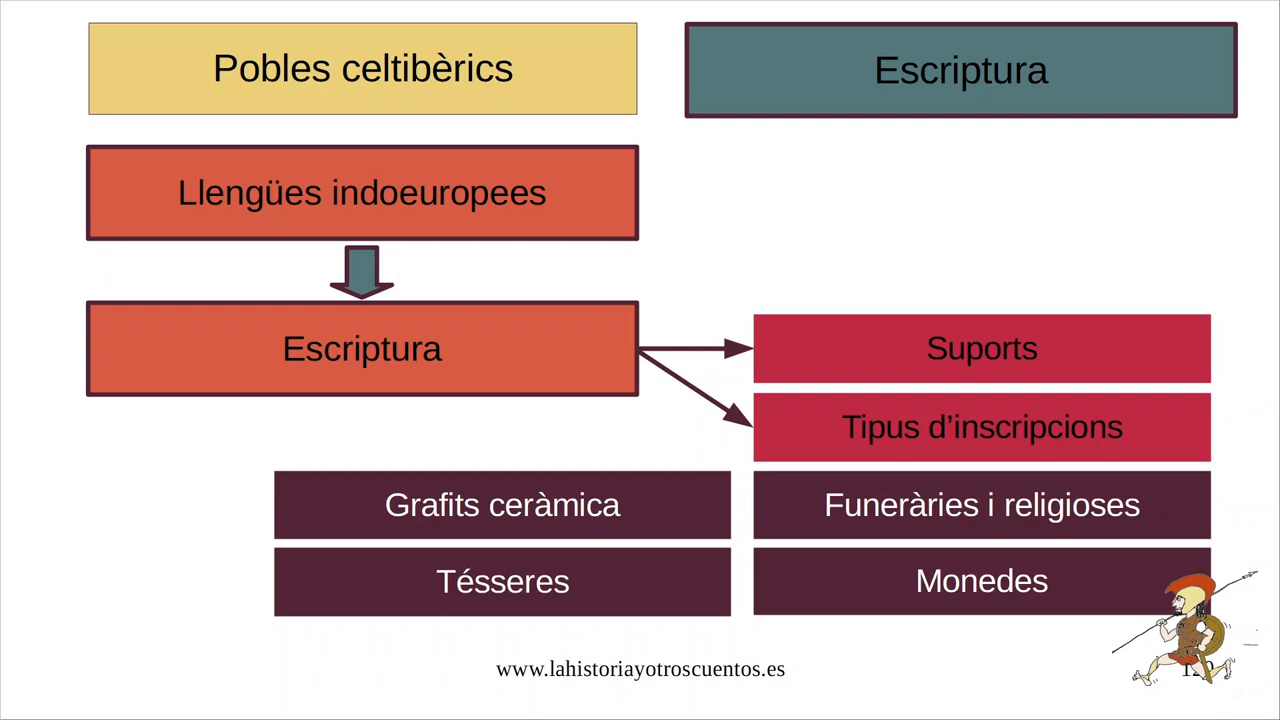 Pobles celtibèrics
Escriptura
Llengües indoeuropees
Escriptura
Suports
Tipus d’inscripcions
Grafits ceràmica
Funeràries i religioses
Tésseres
Monedes
www.lahistoriayotroscuentos.es